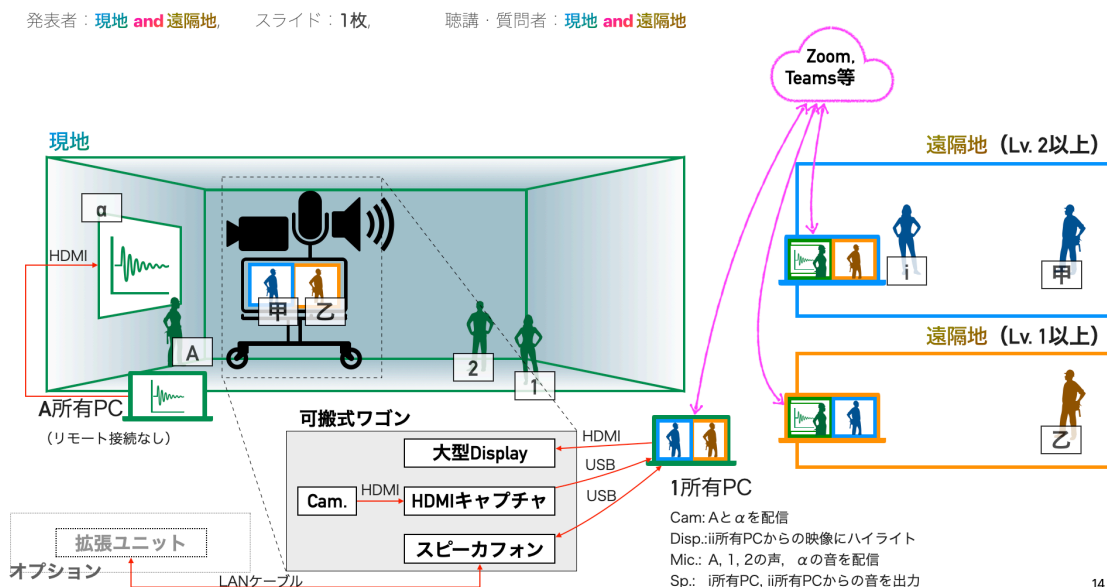 発表者：現地 and 遠隔地,　スライド：1枚,　聴講・質問者：現地 and 遠隔地
Zoom,
Teams等
現地
遠隔地（Lv. 2以上）
α
HDMI
i
甲
甲
乙
遠隔地（Lv. 1以上）
A
2
1
A所有PC
（リモート接続なし）
可搬式ワゴン
乙
大型Display
HDMI
USB
Cam.
HDMI
HDMIキャプチャ
USB
スピーカフォン
1所有PC
Cam: Aとαを配信
Disp.:ii所有PCからの映像にハイライト
Mic.: A, 1, 2の声,　αの音を配信
Sp.: i所有PC, ii所有PCからの音を出力
拡張ユニット
オプション
LANケーブル
14